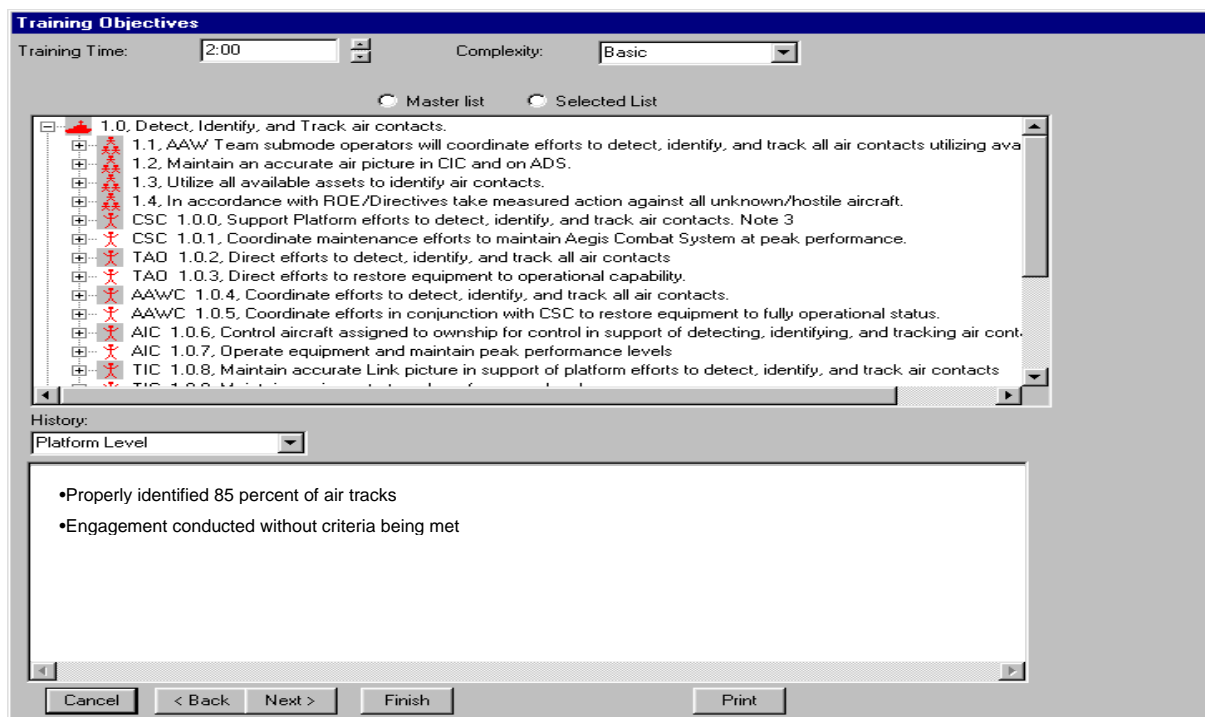 Training Objectives
Training Time: 2:00 Complexity: Basic
Master list Selected List
1.0, Detect, Identify, and Track air contacts.
1.1, AAW Team submode operators will coordinate efforts to detect, identify, and track all air contacts utilizing ava
1.2, Maintain an accurate air picture in CIC and on ADS.
1.3, Utilize all available assets to identify air contacts.
1.4, In accordance with ROE/Directives take measured action against all unknown/hostile aircraft.
CSC 1.0.0, Support Platform efforts to detect, identify, and track air contacts. Note 3
CSC 1.0.1, Coordinate maintenance efforts to maintain Aegis Combat System at peak performance.
TAO 1.0.2, Direct efforts to detect, identify, and track all air contacts
TAO 1.0.3, Direct efforts to restore equipment to operational capability.
AAWC 1.0.4, Coordinate efforts to detect, identify, and track all air contacts.
AAWC 1.0.5, Coordinate efforts in conjunction with CSC to restore equipment to fully operational status.
AIC 1.0.6, Control aircraft assigned to ownship for control in support of detecting, identifying, and tracking air cont
AIC 1.0.7, Operate equipment and maintain peak performance levels
TIC 1.0.8, Maintain accurate Link picture in support of platform efforts to detect, identify, and track air contacts
History:
Platform Level
•Properly identified 85 percent of air tracks
•Engagement conducted without criteria being met
Cancel < Back Next > Finish Print